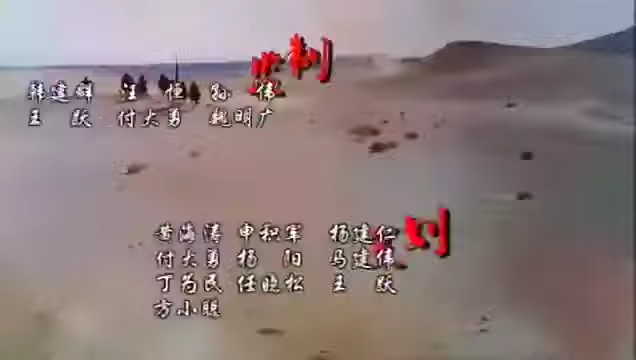 监制
韩建群 汪恒 孙伟
王跃 付大勇 魏明广
策划
黄海涛 申积军 杨建仁
付大勇 杨阳 马建伟
丁为民 任晓松 王跃
方小聪